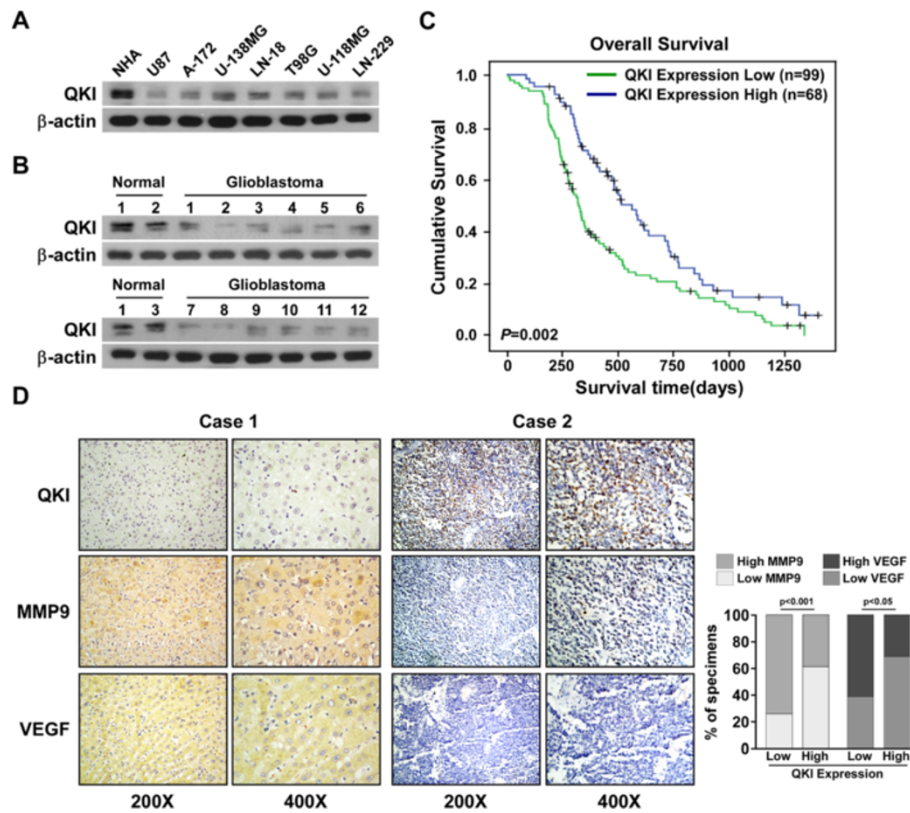 A
NHA U87 A-172 U-138MG LN-18 T98G U-118MG LN-229
QKI
β-actin
B
Normal Glioblastoma
1 2 1 2 3 4 5 6
QKI
β-actin
Normal Glioblastoma
1 3 7 8 9 10 11 12
QKI
β-actin
C
Overall Survival
QKI Expression Low (n=99)
QKI Expression High (n=68)
Cumulative Survival
1.0
0.8
0.6
0.4
0.2
0.0
P=0.002
0 250 500 750 1000 1250
Survival time(days)
D
Case 1 Case 2
QKI
MMP9
VEGF
200X 400X 200X 400X
High MMP9 High VEGF
Low MMP9 Low VEGF
p<0.001 p<0.05
% of specimens
100
80
60
40
20
0
Low High Low High
QKI Expression